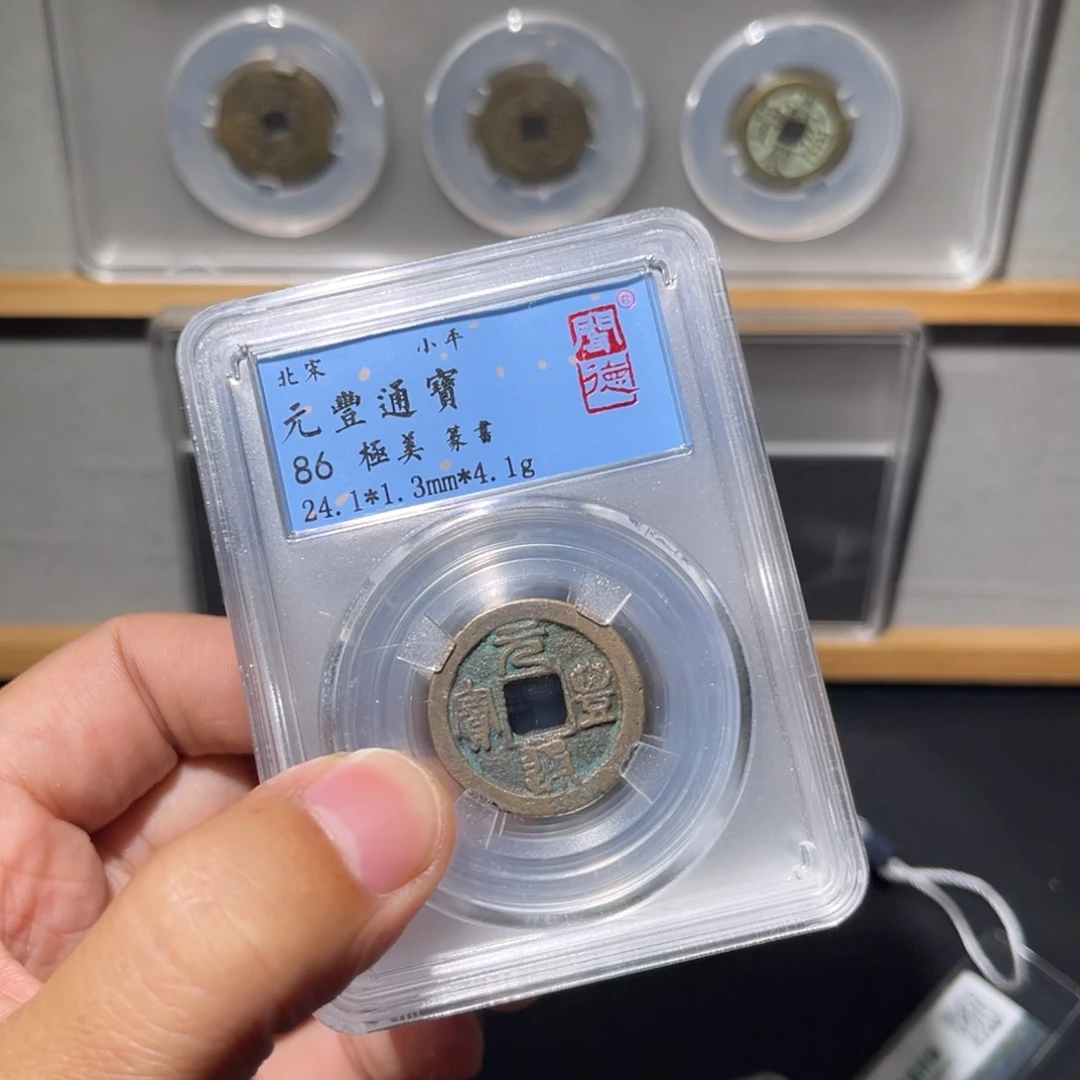 北宋 小平
元豐通寶
86 極美 篆書
24.1*1.3mm*4.1g
聞德
元豐通寶